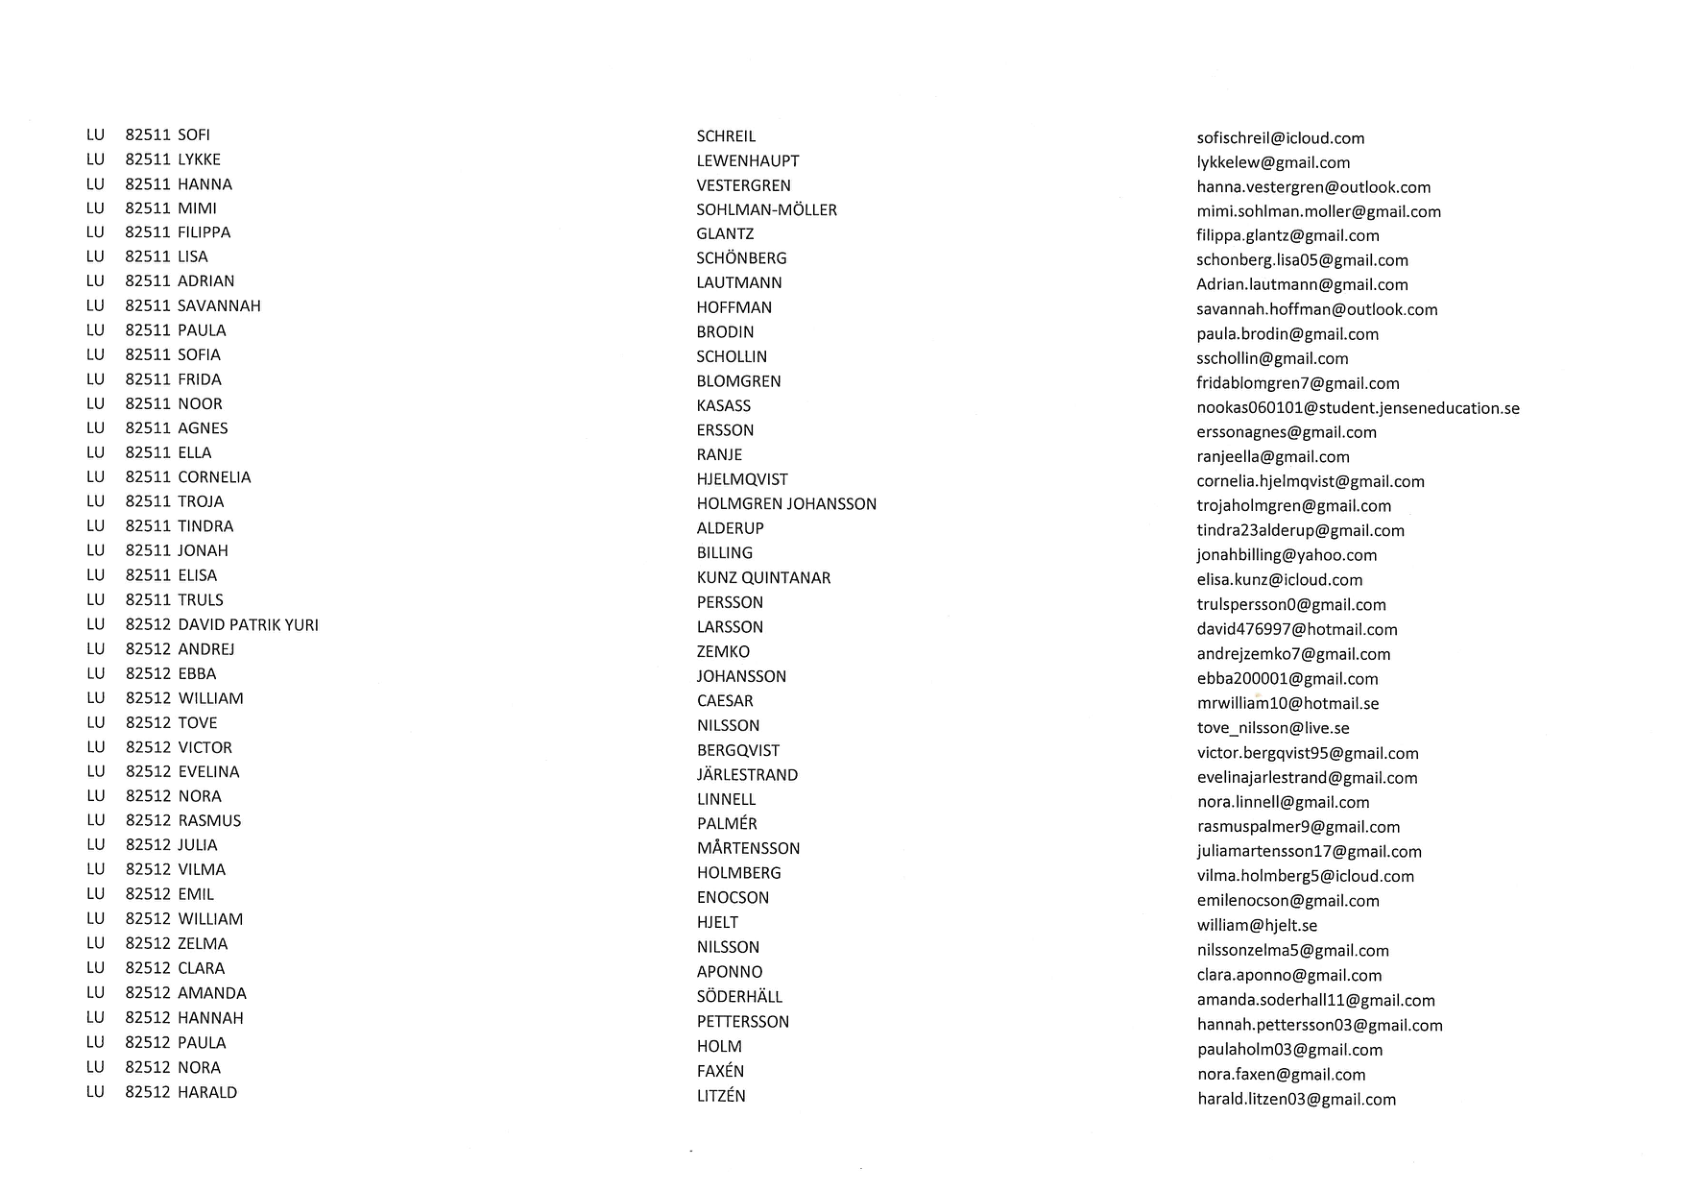 LU 82511 SOFI SCHREIL sofischreil@icloud.com
LU 82511 LYKKE LEWENHAUPT lykkelew@gmail.com
LU 82511 HANNA VESTERGREN hanna.vestergren@outlook.com
LU 82511 MIMI SOHLMAN-MÖLLER mimi.sohlman.moller@gmail.com
LU 82511 FILIPPA GLANTZ filippa.glantz@gmail.com
LU 82511 LISA SCHÖNBERG schonberg.lisa05@gmail.com
LU 82511 ADRIAN LAUTMANN Adrian.lautmann@gmail.com
LU 82511 SAVANNAH HOFFMAN savannah.hoffman@outlook.com
LU 82511 PAULA BRODIN paula.brodin@gmail.com
LU 82511 SOFIA SCHOLLIN sschollin@gmail.com
LU 82511 FRIDA BLOMGREN fridablomgren7@gmail.com
LU 82511 NOOR KASASS nookas060101@student.jenseneducation.se
LU 82511 AGNES ERSSON erssonagnes@gmail.com
LU 82511 ELLA RANJE ranjeella@gmail.com
LU 82511 CORNELIA HJELMQVIST cornelia.hjelmqvist@gmail.com
LU 82511 TROJA HOLMGREN JOHANSSON trojaholmgren@gmail.com
LU 82511 TINDRA ALDERUP tindra23alderup@gmail.com
LU 82511 JONAH BILLING jonahbilling@yahoo.com
LU 82511 ELISA KUNZ QUINTANAR elisa.kunz@icloud.com
LU 82511 TRULS PERSSON trulspersson0@gmail.com
LU 82512 DAVID PATRIK YURI LARSSON david476997@hotmail.com
LU 82512 ANDREJ ZEMKO andrejzemko7@gmail.com
LU 82512 EBBA JOHANSSON ebba200001@gmail.com
LU 82512 WILLIAM CAESAR mrwilliam10@hotmail.se
LU 82512 TOVE NILSSON tove_nilsson@live.se
LU 82512 VICTOR BERGQVIST victor.bergqvist95@gmail.com
LU 82512 EVELINA JÄRLESTRAND evelinajarlestrand@gmail.com
LU 82512 NORA LINNELL nora.linnell@gmail.com
LU 82512 RASMUS PALMÉR rasmuspalmer9@gmail.com
LU 82512 JULIA MÅRTENSSON juliamartensson17@gmail.com
LU 82512 VILMA HOLMBERG vilma.holmberg5@icloud.com
LU 82512 EMIL ENOCSON emilenocson@gmail.com
LU 82512 WILLIAM HJELT william@hjelt.se
LU 82512 ZELMA NILSSON nilssonzelma5@gmail.com
LU 82512 CLARA APONNO clara.aponno@gmail.com
LU 82512 AMANDA SÖDERHÄLL amanda.soderhall11@gmail.com
LU 82512 HANNAH PETTERSSON hannah.pettersson03@gmail.com
LU 82512 PAULA HOLM paulaholm03@gmail.com
LU 82512 NORA FAXÉN nora.faxen@gmail.com
LU 82512 HARALD LITZÉN harald.litzen03@gmail.com